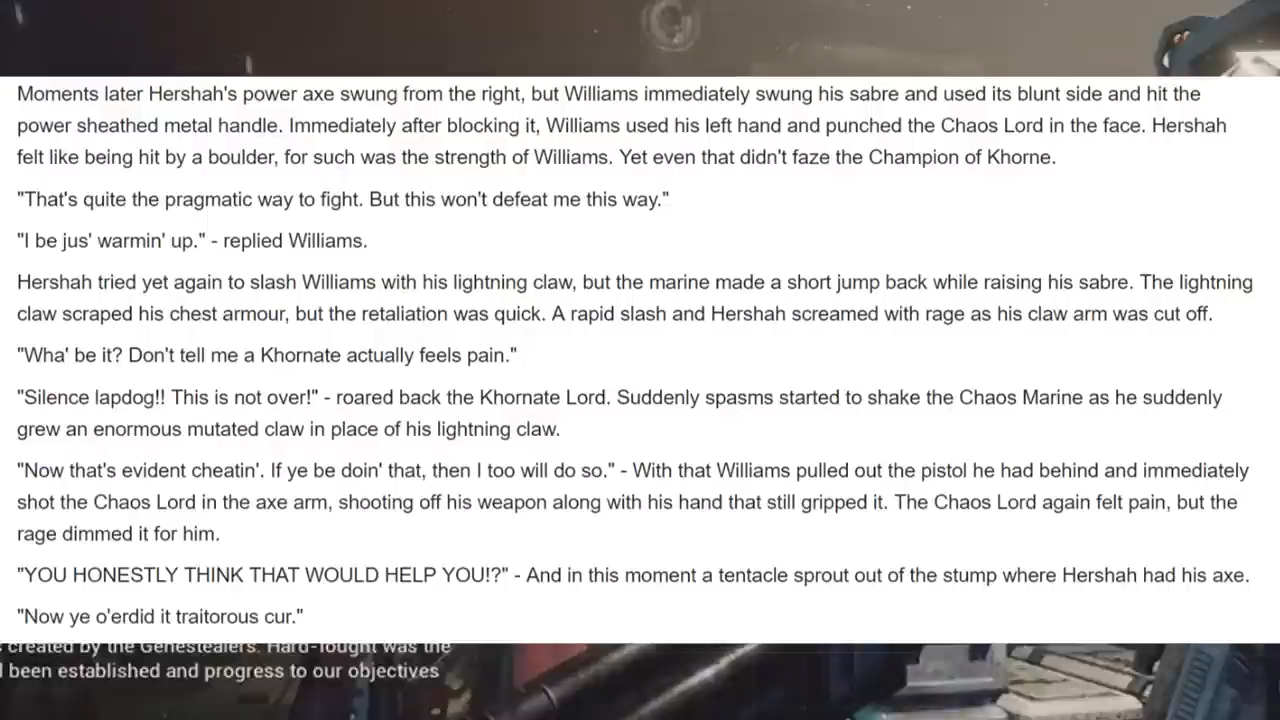 Moments later Hershah's power axe swung from the right, but Williams immediately swung his sabre and used its blunt side and hit the
power sheathed metal handle. Immediately after blocking it, Williams used his left hand and punched the Chaos Lord in the face. Hershah
felt like being hit by a boulder, for such was the strength of Williams. Yet even that didn't faze the Champion of Khorne.
"That's quite the pragmatic way to fight. But this won't defeat me this way."
"I be jus' warmin' up." - replied Williams.
Hershah tried yet again to slash Williams with his lightning claw, but the marine made a short jump back while raising his sabre. The lightning
claw scraped his chest armour, but the retaliation was quick. A rapid slash and Hershah screamed with rage as his claw arm was cut off.
"Wha' be it? Don't tell me a Khornate actually feels pain."
"Silence lapdog!! This is not over!" - roared back the Khornate Lord. Suddenly spasms started to shake the Chaos Marine as he suddenly
grew an enormous mutated claw in place of his lightning claw.
"Now that's evident cheatin'. If ye be doin' that, then I too will do so." - With that Williams pulled out the pistol he had behind and immediately
shot the Chaos Lord in the axe arm, shooting off his weapon along with his hand that still gripped it. The Chaos Lord again felt pain, but the
rage dimmed it for him.
"YOU HONESTLY THINK THAT WOULD HELP YOU!?" - And in this moment a tentacle sprout out of the stump where Hershah had his axe.
"Now ye o'erdid it traitorous cur."
created by the Genestealers. Hard-fought was the
been established and progress to our objectives